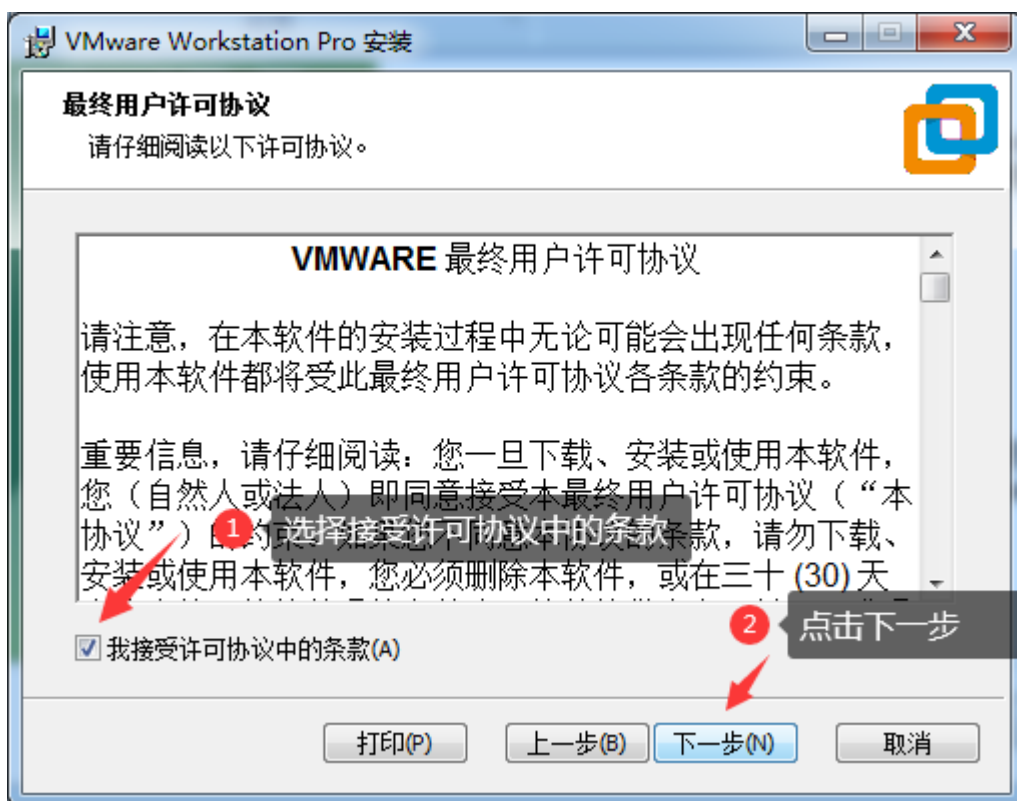 VMware Workstation Pro 安装
最终用户许可协议
请仔细阅读以下许可协议。
VMWARE 最终用户许可协议
请注意，在本软件的安装过程中无论可能会出现任何条款，
使用本软件都将受此最终用户许可协议各条款的约束。
重要信息，请仔细阅读：您一旦下载、安装或使用本软件，
您（自然人或法人）即同意接受本最终用户许可协议（“本
协议”）
条款，请勿下载、
1 选择接受许可协议中的条款
安装或使用本软件，您必须删除本软件，或在三十 (30) 天
2 点击下一步
我接受许可协议中的条款(A)
打印(P) 上一步(B) 下一步(N) 取消